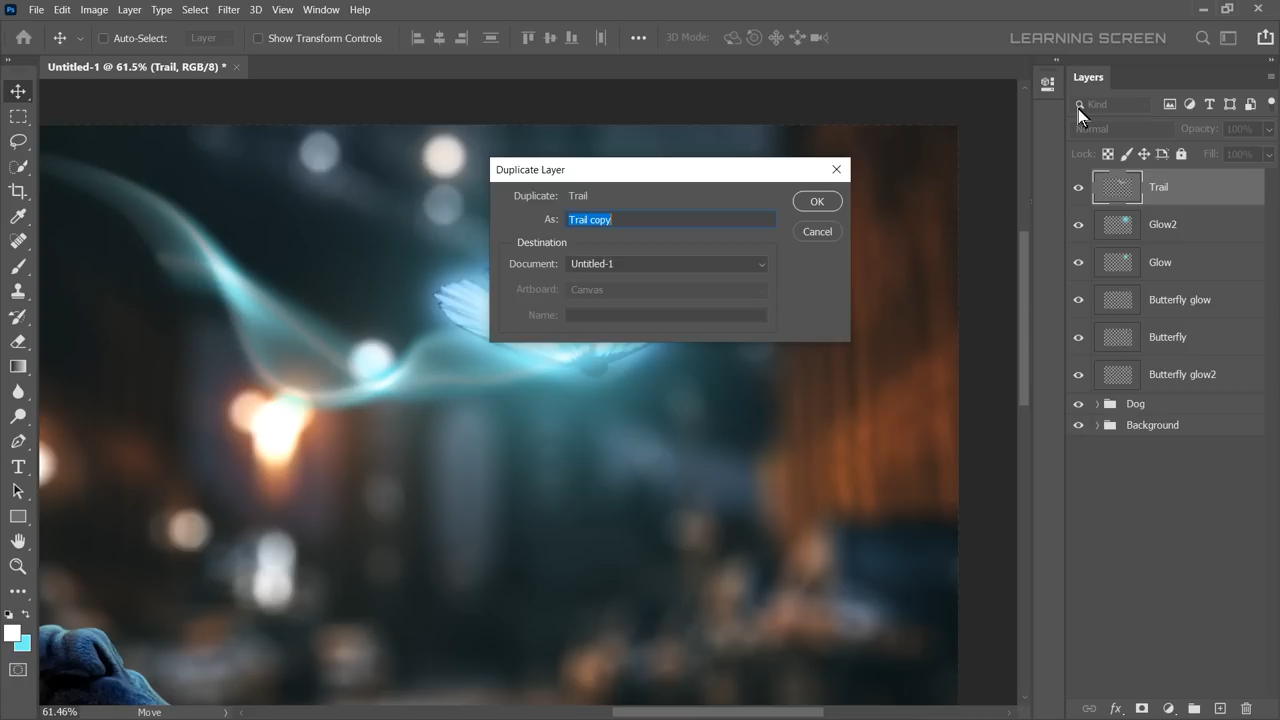 Ps File Edit Image Layer Type Select Filter 3D View Window Help
Auto-Select: Layer Show Transform Controls ••• 3D Mode: LEARNING SCREEN
Untitled-1 @ 61.5% (Trail, RGB/8) * ×
Layers
Kind
Normal Opacity: 100%
Lock: Fill: 100%
Duplicate Layer
Duplicate: Trail
OK
As: Trail copy
Cancel
Destination
Document: Untitled-1
Artboard: Canvas
Name:
Trail
Glow2
Glow
Butterfly glow
Butterfly
Butterfly glow2
Dog
Background
61.46% Move
fx